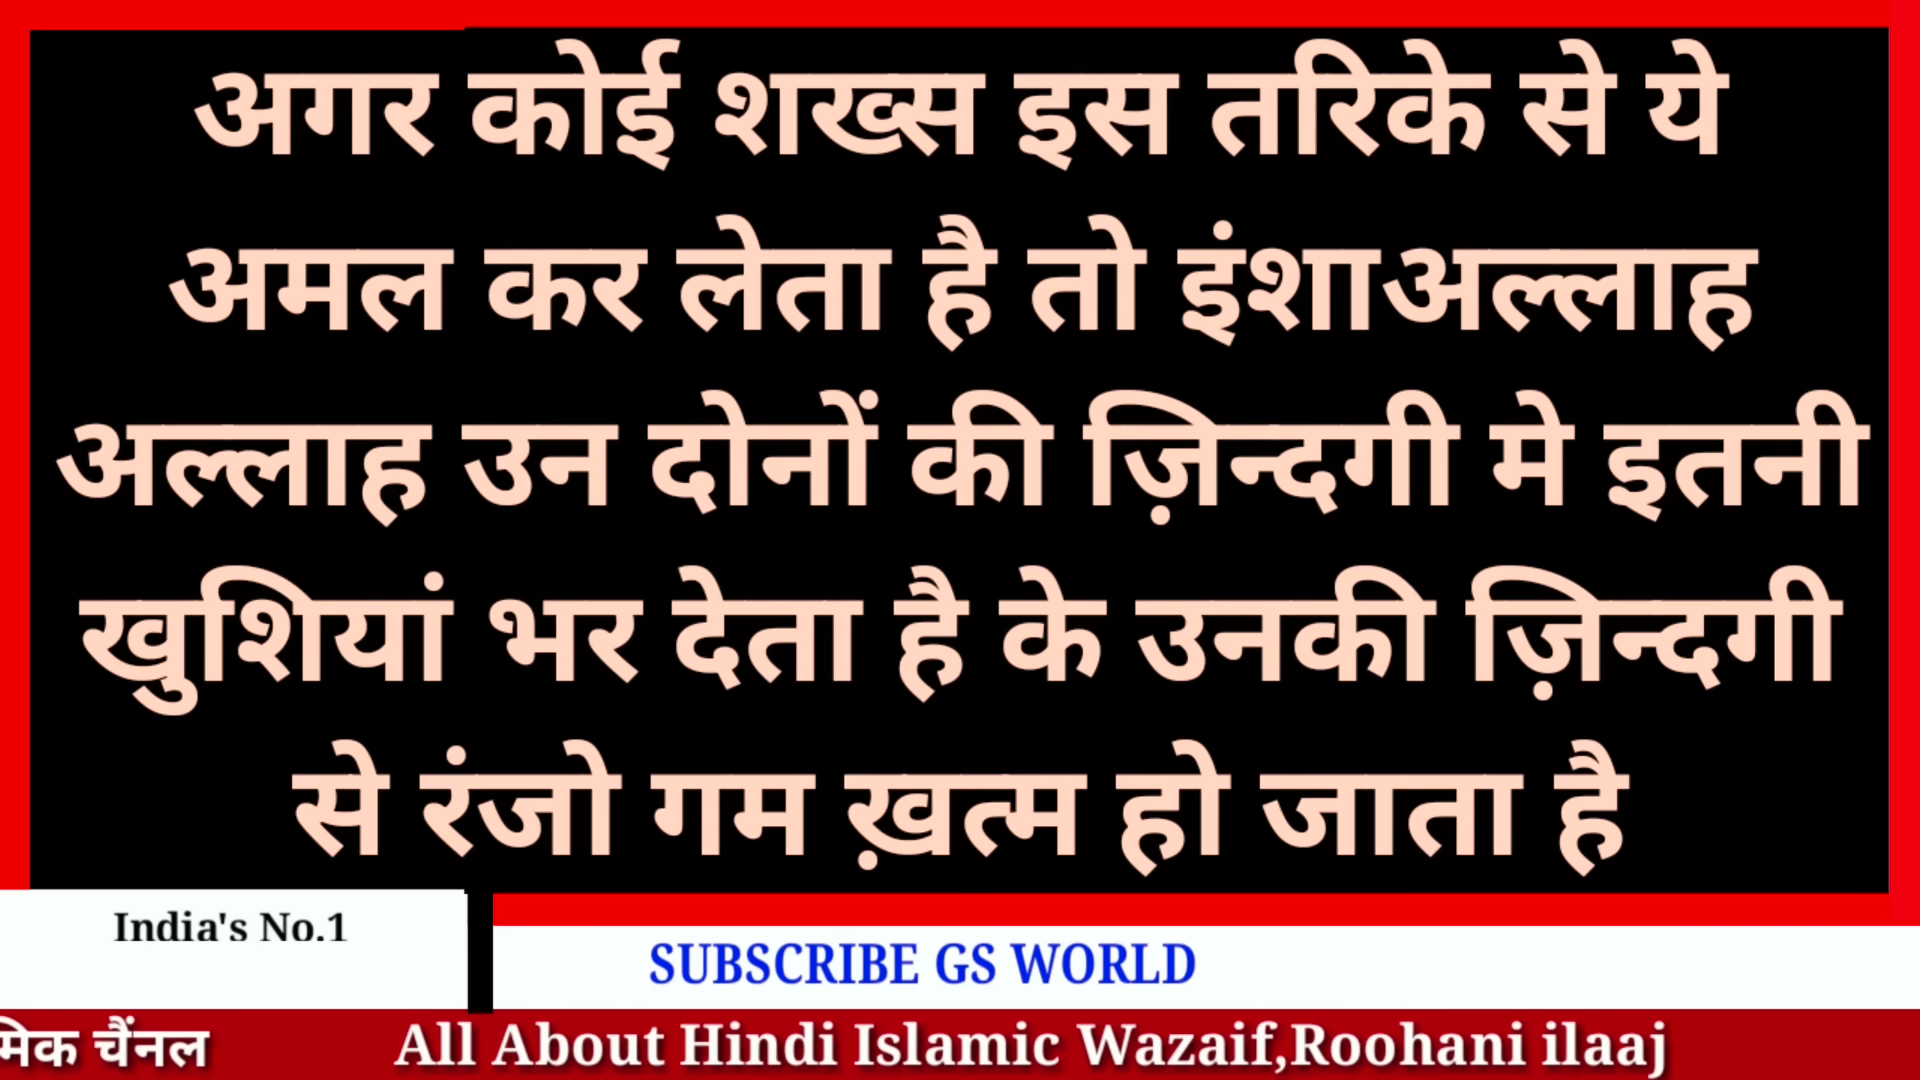 अगर कोई शख्स इस तरिके से ये
अमल कर लेता है तो इंशाअल्लाह
अल्लाह उन दोनों की ज़िन्दगी मे इतनी
खुशियां भर देता है के उनकी ज़िन्दगी
से रंजो गम ख़त्म हो जाता है
India's No.1
SUBSCRIBE GS WORLD
मिक चैंनल All About Hindi Islamic Wazaif,Roohani ilaaj